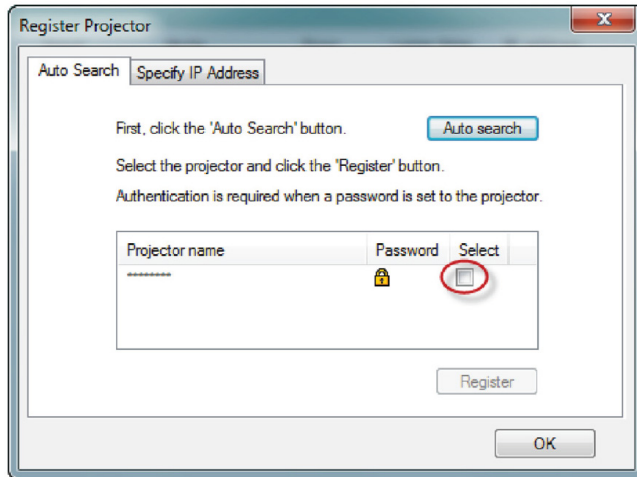 Register Projector
Auto Search
Specify IP Address
First, click the 'Auto Search' button.
Auto search
Select the projector and click the 'Register' button.
Authentication is required when a password is set to the projector.
Projector name Password Select
********
Register
OK